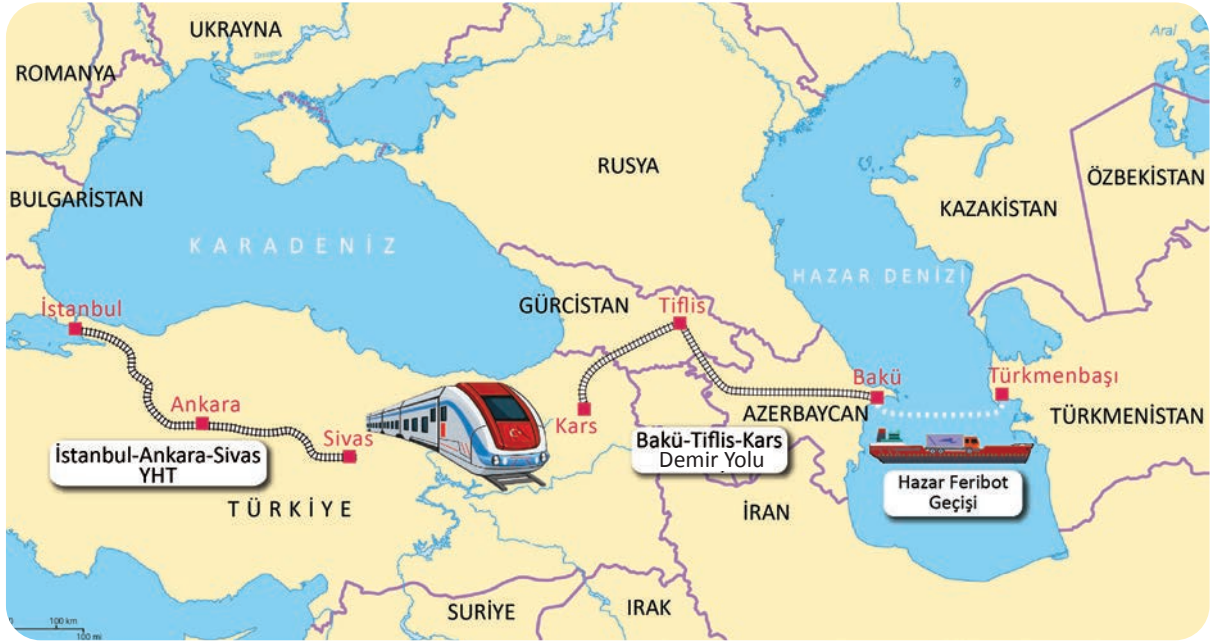 UKRAYNA
Aral
ROMANYA
RUSYA
ÖZBEKİSTAN
BULGARİSTAN
KAZAKİSTAN
KARADENİZ
HAZAR DENİZİ
İstanbul
GÜRCİSTAN
Tiflis
Bakü
Türkmenbaşı
Ankara
Kars
AZERBAYCAN
TÜRKMENİSTAN
Sivas
İstanbul-Ankara-Sivas
YHT
Bakü-Tiflis-Kars
Demir Yolu
Hazar Feribot
Geçişi
TÜRKİYE
İRAN
SURİYE
IRAK
100 km
100 mi